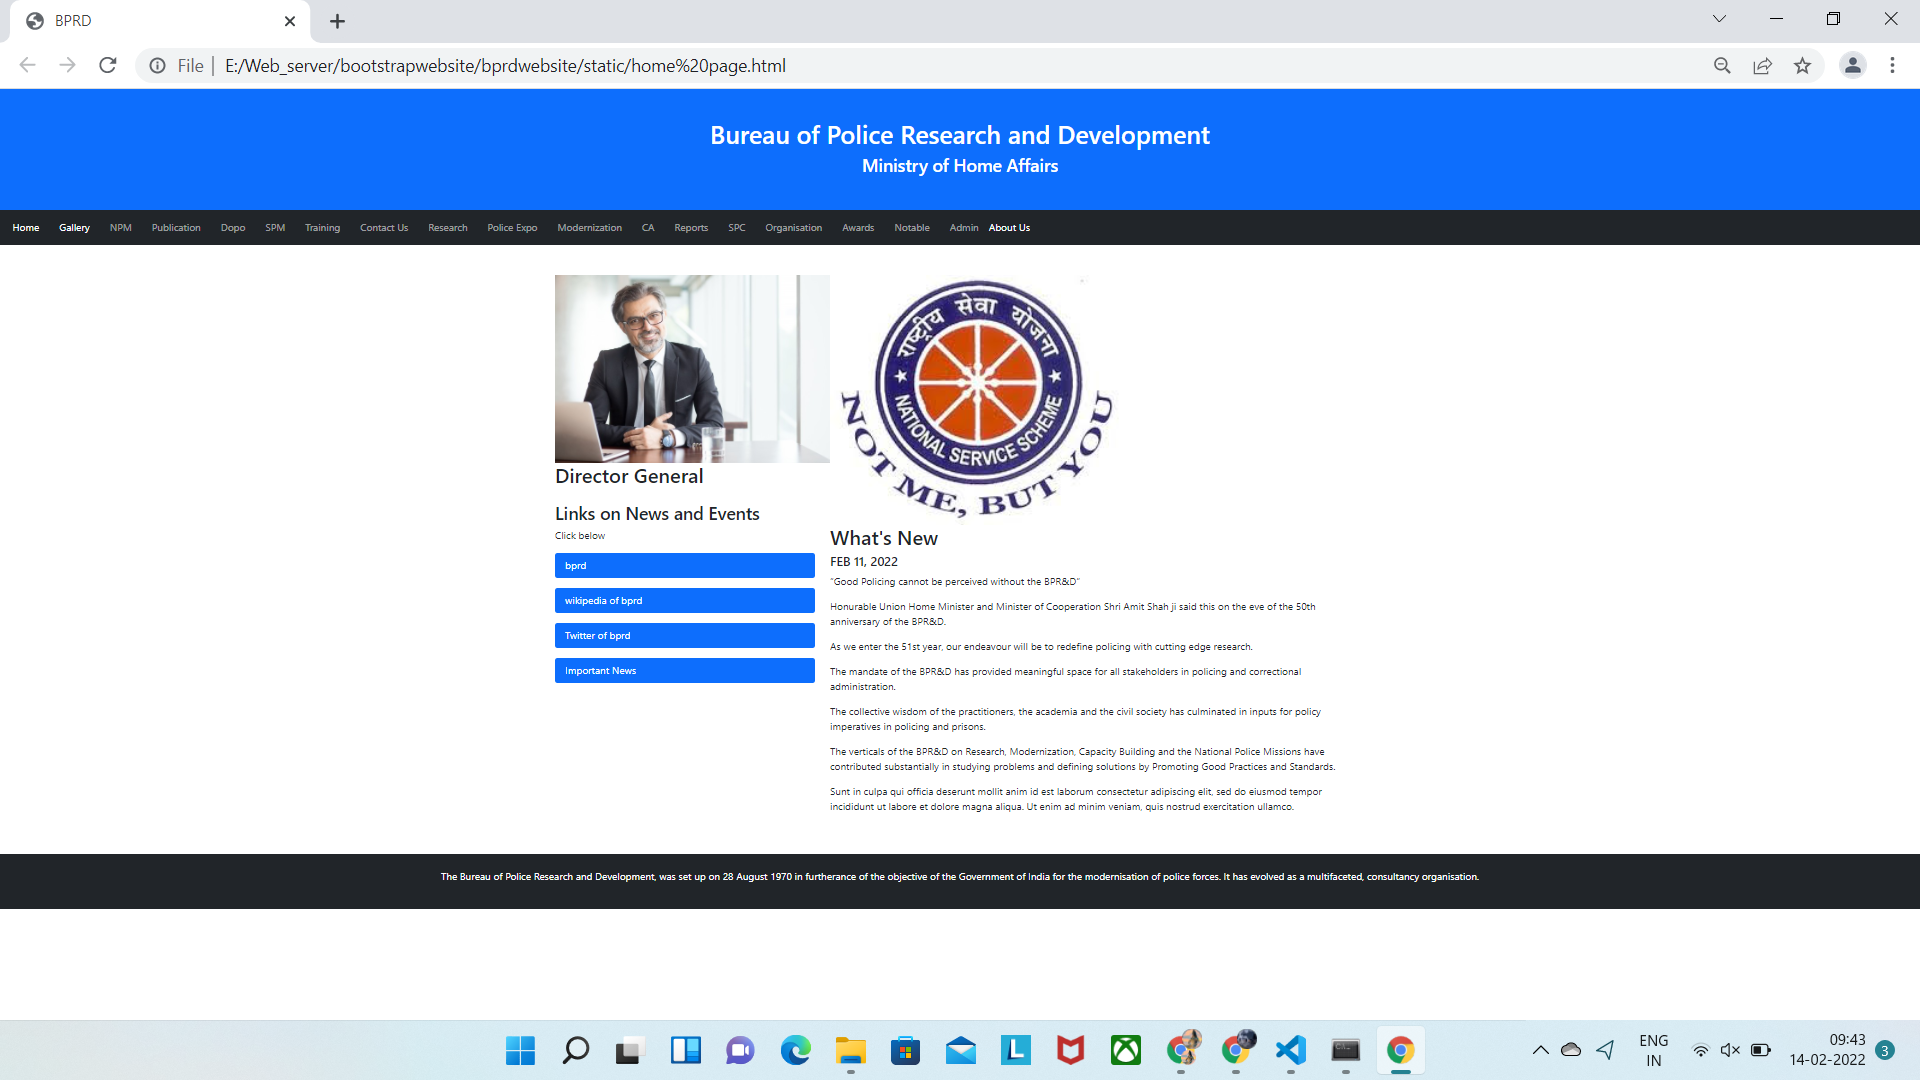 BPRD
File
E:/Web_server/bootstrapwebsite/bprdwebsite/static/home%20page.html
Bureau of Police Research and Development
Ministry of Home Affairs
Home Gallery NPM Publication Dopo SPM Training Contact Us Research Police Expo Modernization CA Reports SPC Organisation Awards Notable Admin About Us
राष्ट्रीय सेवा योजना
NATIONAL SERVICE SCHEME
NOT ME, BUT YOU
Director General
Links on News and Events
Click below
bprd
wikipedia of bprd
Twitter of bprd
Important News
What's New
FEB 11, 2022
"Good Policing cannot be perceived without the BPR&D"
Honurable Union Home Minister and Minister of Cooperation Shri Amit Shah ji said this on the eve of the 50th
anniversary of the BPR&D.
As we enter the 51st year, our endeavour will be to redefine policing with cutting edge research.
The mandate of the BPR&D has provided meaningful space for all stakeholders in policing and correctional
administration.
The collective wisdom of the practitioners, the academia and the civil society has culminated in inputs for policy
imperatives in policing and prisons.
The verticals of the BPR&D on Research, Modernization, Capacity Building and the National Police Missions have
contributed substantially in studying problems and defining solutions by Promoting Good Practices and Standards.
Sunt in culpa qui officia deserunt mollit anim id est laborum consectetur adipiscing elit, sed do eiusmod tempor
incididunt ut labore et dolore magna aliqua. Ut enim ad minim veniam, quis nostrud exercitation ullamco.
The Bureau of Police Research and Development, was set up on 28 August 1970 in furtherance of the objective of the Government of India for the modernisation of police forces. It has evolved as a multifaceted, consultancy organisation.
L
ENG
IN
09:43
14-02-2022
3